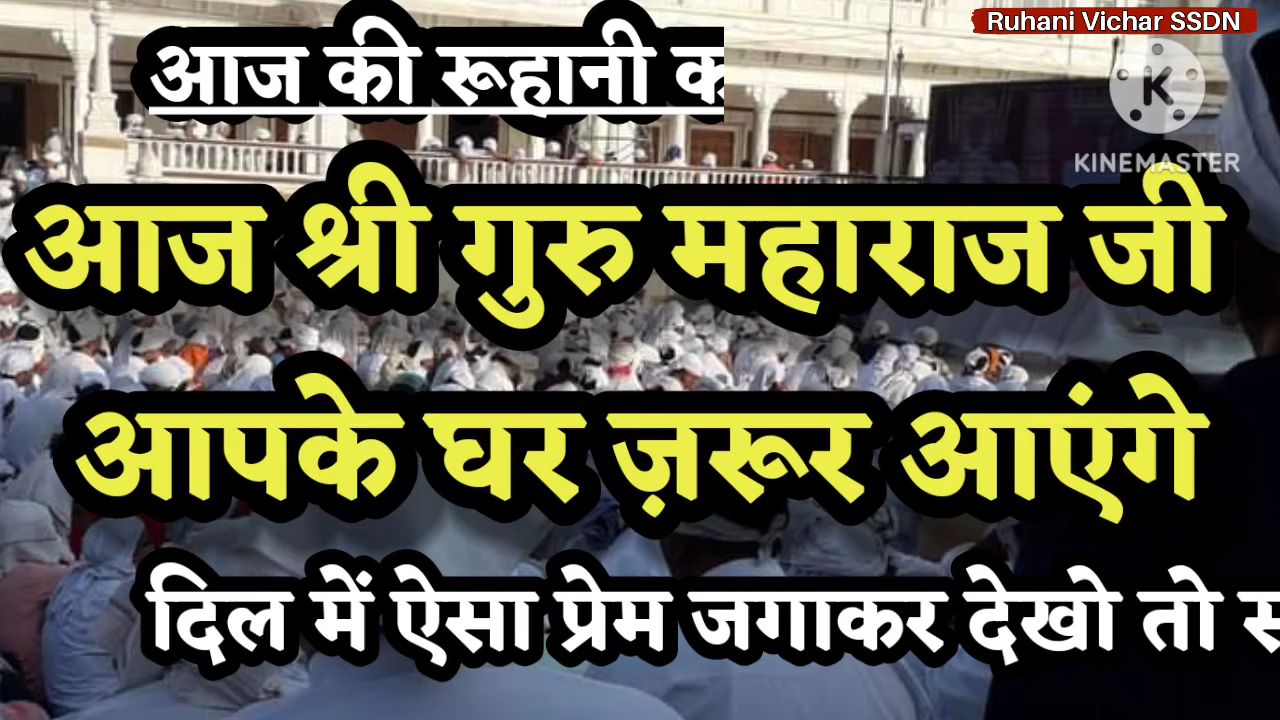 Ruhani Vichar SSDN
आज की रूहानी
KINEMASTER
आज श्री गुरु महाराज जी
आपके घर ज़रूर आएंगे
दिल में ऐसा प्रेम जगाकर देखो तो